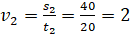 v₂ = s₂/t₂ = 40/20 = 2